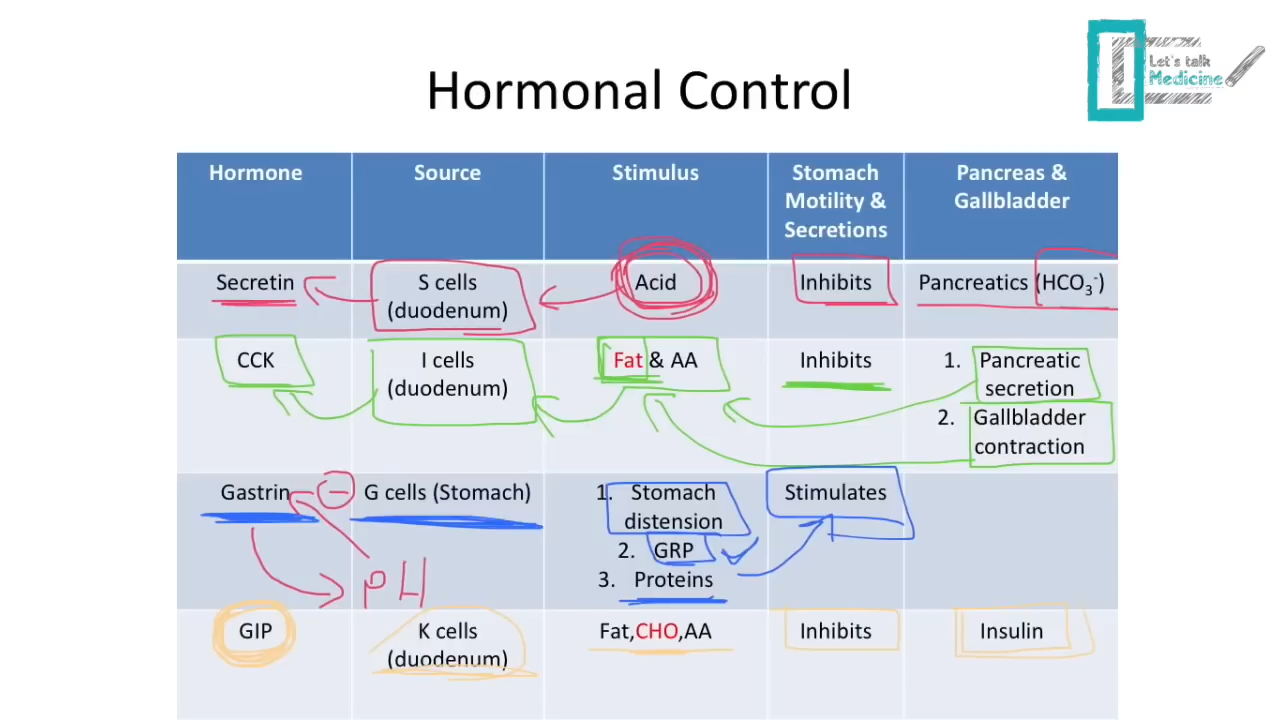 Let's talk
Medicine
Hormonal Control
Hormone
Source
Stimulus
Stomach
Motility &
Secretions
Pancreas &
Gallbladder
Secretin
S cells
(duodenum)
Acid
Inhibits
Pancreatics (HCO₃⁻)
CCK
I cells
(duodenum)
Fat & AA
Inhibits
1. Pancreatic
secretion
2. Gallbladder
contraction
Gastrin
G cells (Stomach)
1. Stomach
distension
2. GRP
3. Proteins
Stimulates
−
pH
GIP
K cells
(duodenum)
Fat,CHO,AA
Inhibits
Insulin